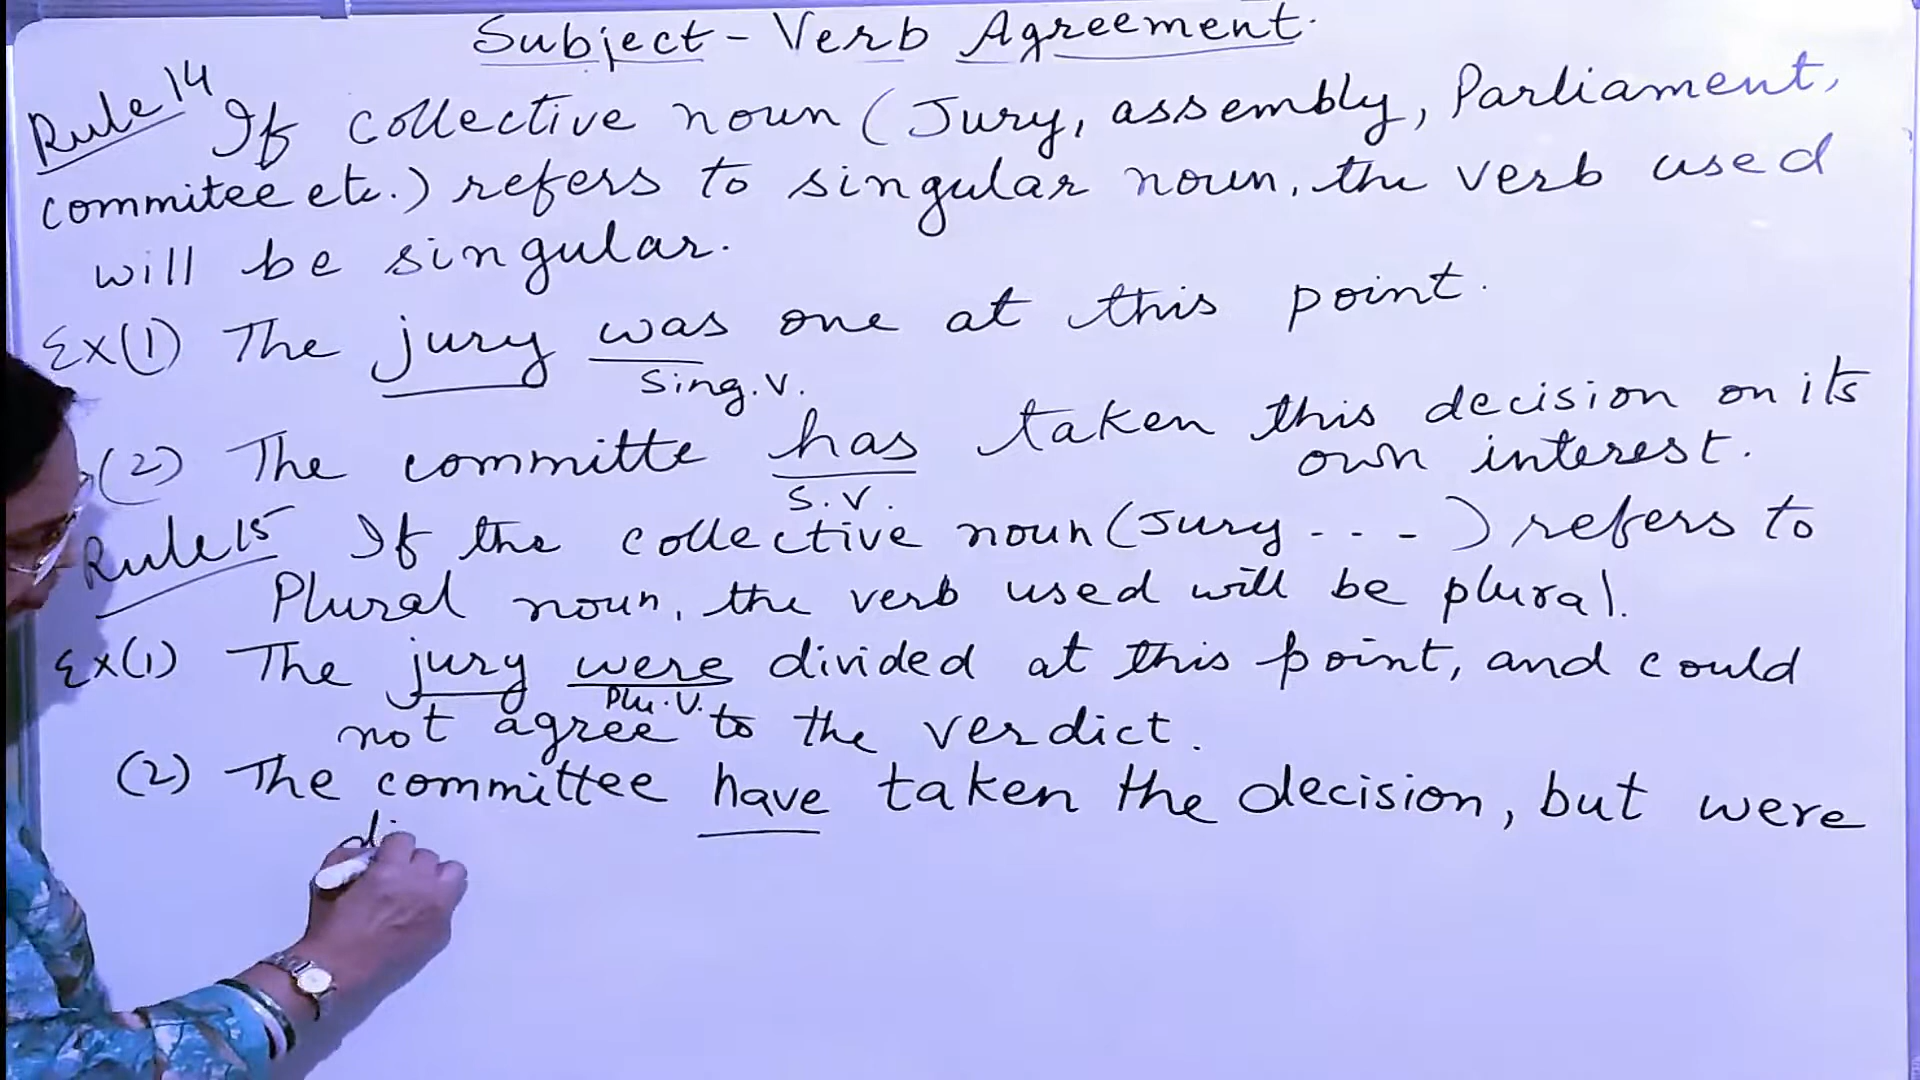 Subject-Verb Agreement.
Rule 14 If collective noun (Jury, assembly, Parliament,
commitee etc.) refers to singular noun, the verb used
will be singular.
Ex(1) The jury was one at this point.
Sing.V.
(2) The committe has taken this decision on its
own interest.
S.V.
Rule 15 If the collective noun (Jury - - - ) refers to
Plural noun, the verb used will be plural.
Ex(1) The jury were divided at this point, and could
Plu.V.
not agree to the verdict.
(2) The committee have taken the decision, but were
di